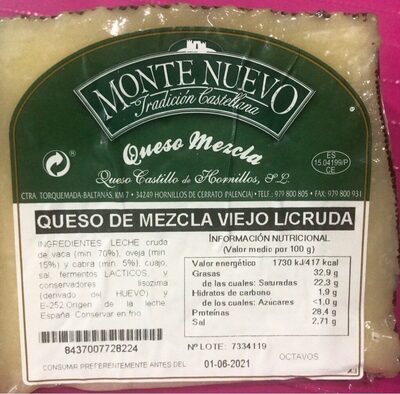 MONTE NUEVO
Tradición Castellana
Queso Mezcla
Queso Castillo de Hornillos, S.L.
ES
15.04199/P
CE
CTRA. TORQUEMADA-BALTANAS, KM 7 • 34249 HORNILLOS DE CERRATO (PALENCIA) • TELF.: 979 800 805 • FAX: 979 800 931
QUESO DE MEZCLA VIEJO L/CRUDA
INGREDIENTES: LECHE cruda
de vaca (min. 70%), oveja (min.
15%) y cabra (min. 5%), cuajo,
sal, fermentos LACTICOS, y
conservadores lisozima
(derivado del HUEVO) y
E-252.Origen de la leche
España Conservar en frio
INFORMACIÓN NUTRICIONAL
(Valor medio por 100 g)
Valor energético 1730 kJ/417 kcal
Grasas 32,9 g
de las cuales: Saturadas 22,3 g
Hidratos de carbono 1,9 g
de los cuales: Azúcares <1,0 g
Proteínas 28,4 g
Sal 2,71 g
8437007728224
Nº LOTE: 7334119
OCTAVOS
CONSUMIR PREFERENTEMENTE ANTES DEL 01-06-2021